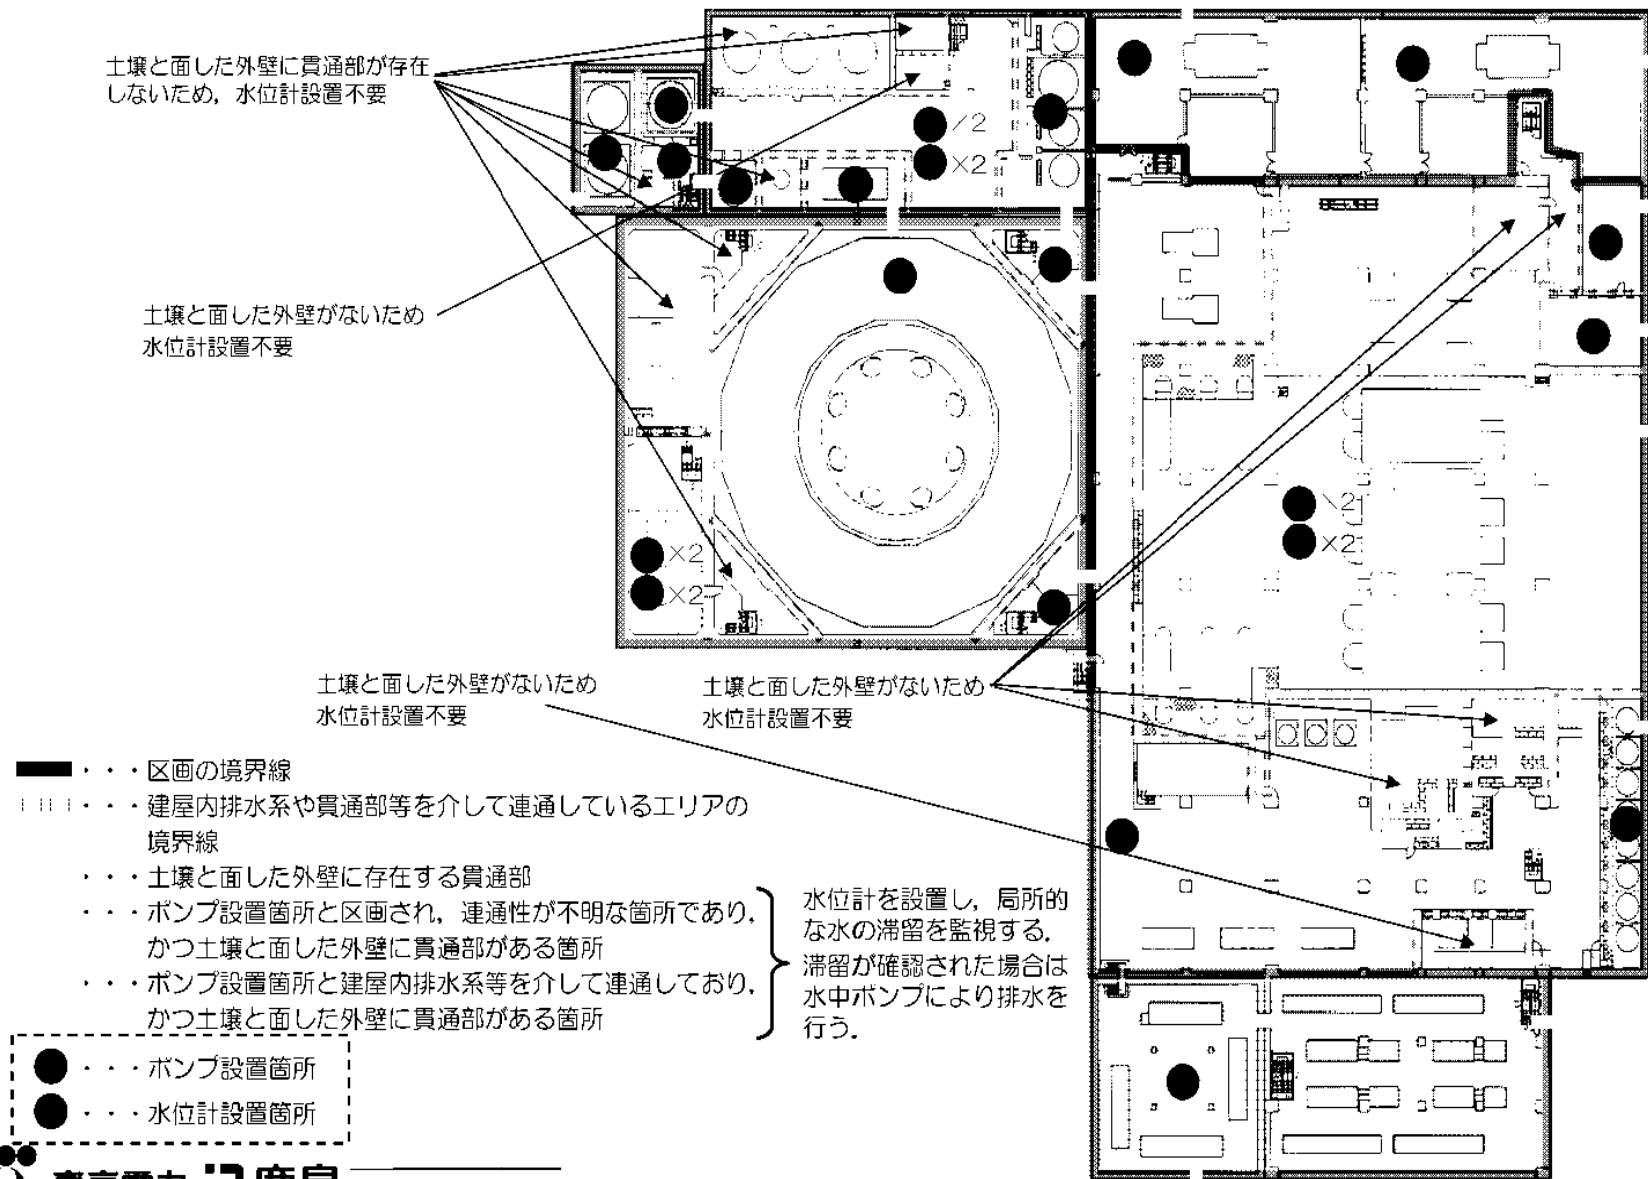 土壌と面した外壁に貫通部が存在
しないため，水位計設置不要
／2
×2
土壌と面した外壁がないため
水位計設置不要
＼2
×2
×2
×2
土壌と面した外壁がないため
水位計設置不要
土壌と面した外壁がないため
水位計設置不要
・・・区画の境界線
・・・建屋内排水系や貫通部等を介して連通しているエリアの
境界線
・・・土壌と面した外壁に存在する貫通部
・・・ポンプ設置箇所と区画され，連通性が不明な箇所であり，
かつ土壌と面した外壁に貫通部がある箇所
・・・ポンプ設置箇所と建屋内排水系等を介して連通しており，
かつ土壌と面した外壁に貫通部がある箇所
水位計を設置し，局所的
な水の滞留を監視する．
滞留が確認された場合は
水中ポンプにより排水を
行う．
・・・ポンプ設置箇所
・・・水位計設置箇所
東京電力 鹿島